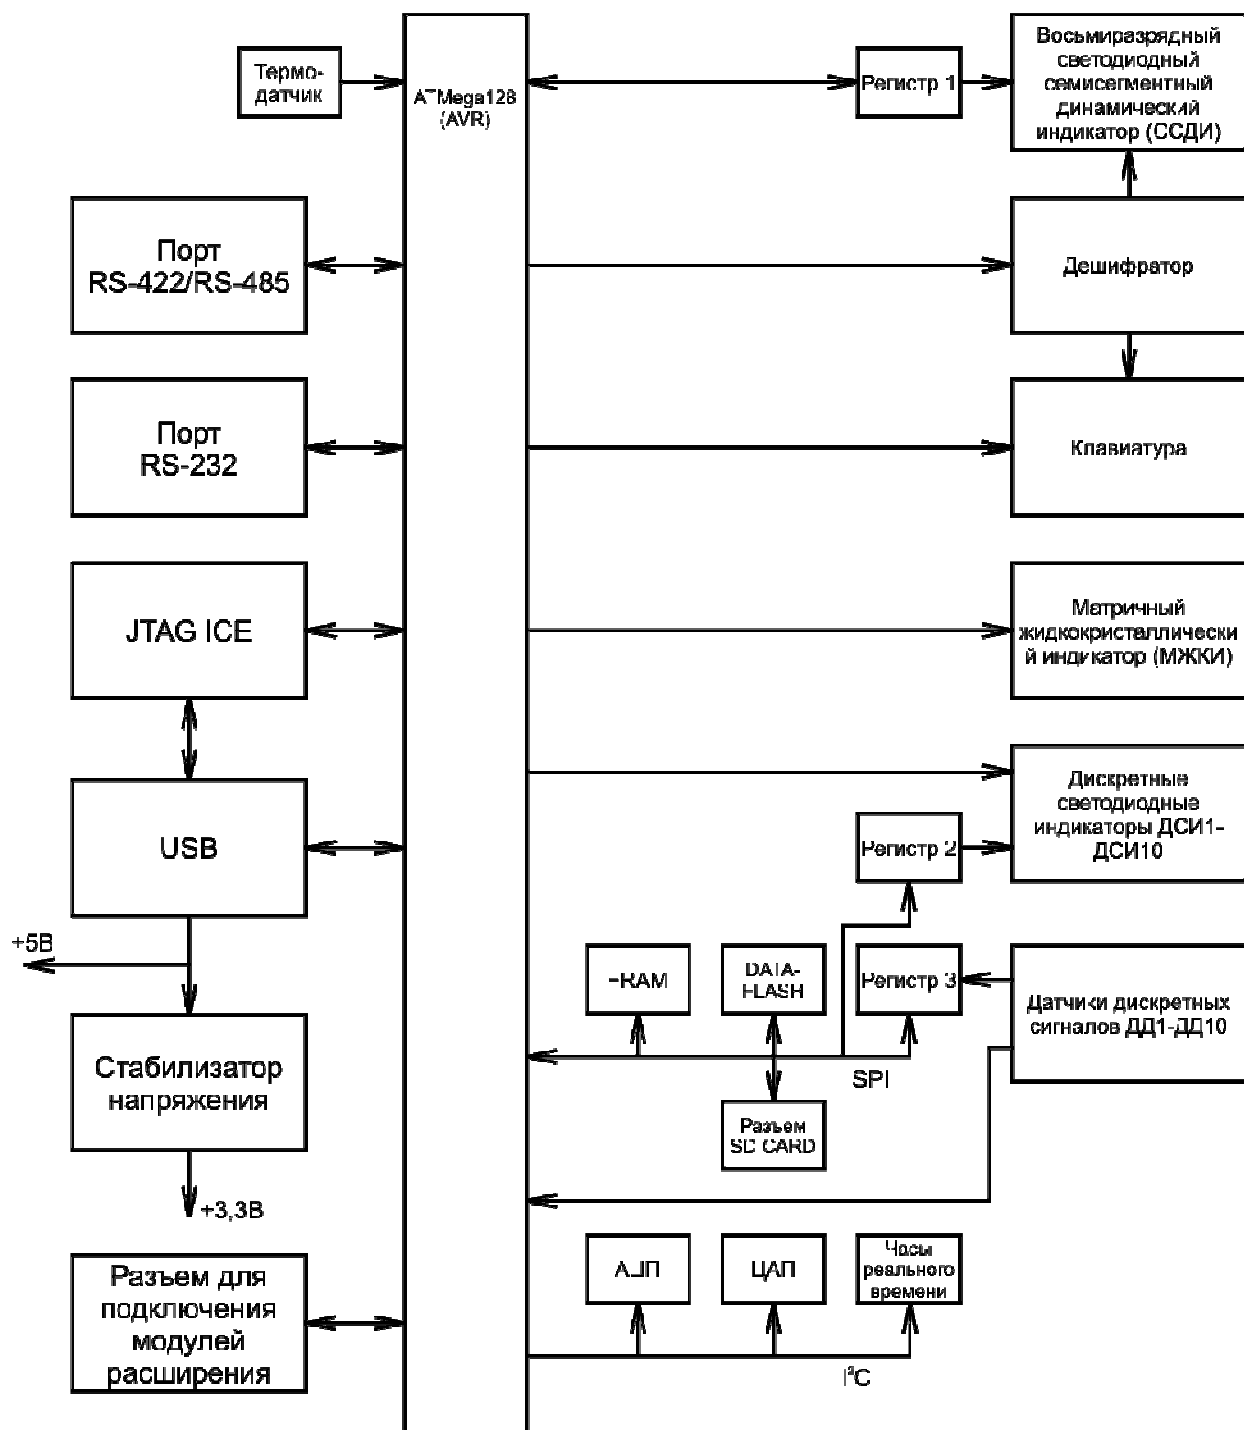 Термо-
датчик
ATMega128
(AVR)
Регистр 1
Восьмиразрядный
светодиодный
семисегментный
динамический
индикатор (ССДИ)
Порт
RS-422/RS-485
Дешифратор
Порт
RS-232
Клавиатура
JTAG ICE
Матричный
жидкокристаллически
й индикатор (МЖКИ)
USB
Дискретные
светодиодные
индикаторы ДСИ1-
ДСИ10
Регистр 2
+5В
FRAM
DATA-
FLASH
Регистр 3
Датчики дискретных
сигналов ДД1-ДД10
Стабилизатор
напряжения
SPI
Разъем
SD CARD
+3,3В
Разъем для
подключения
модулей
расширения
АЦП
ЦАП
Часы
реального
времени
I²C